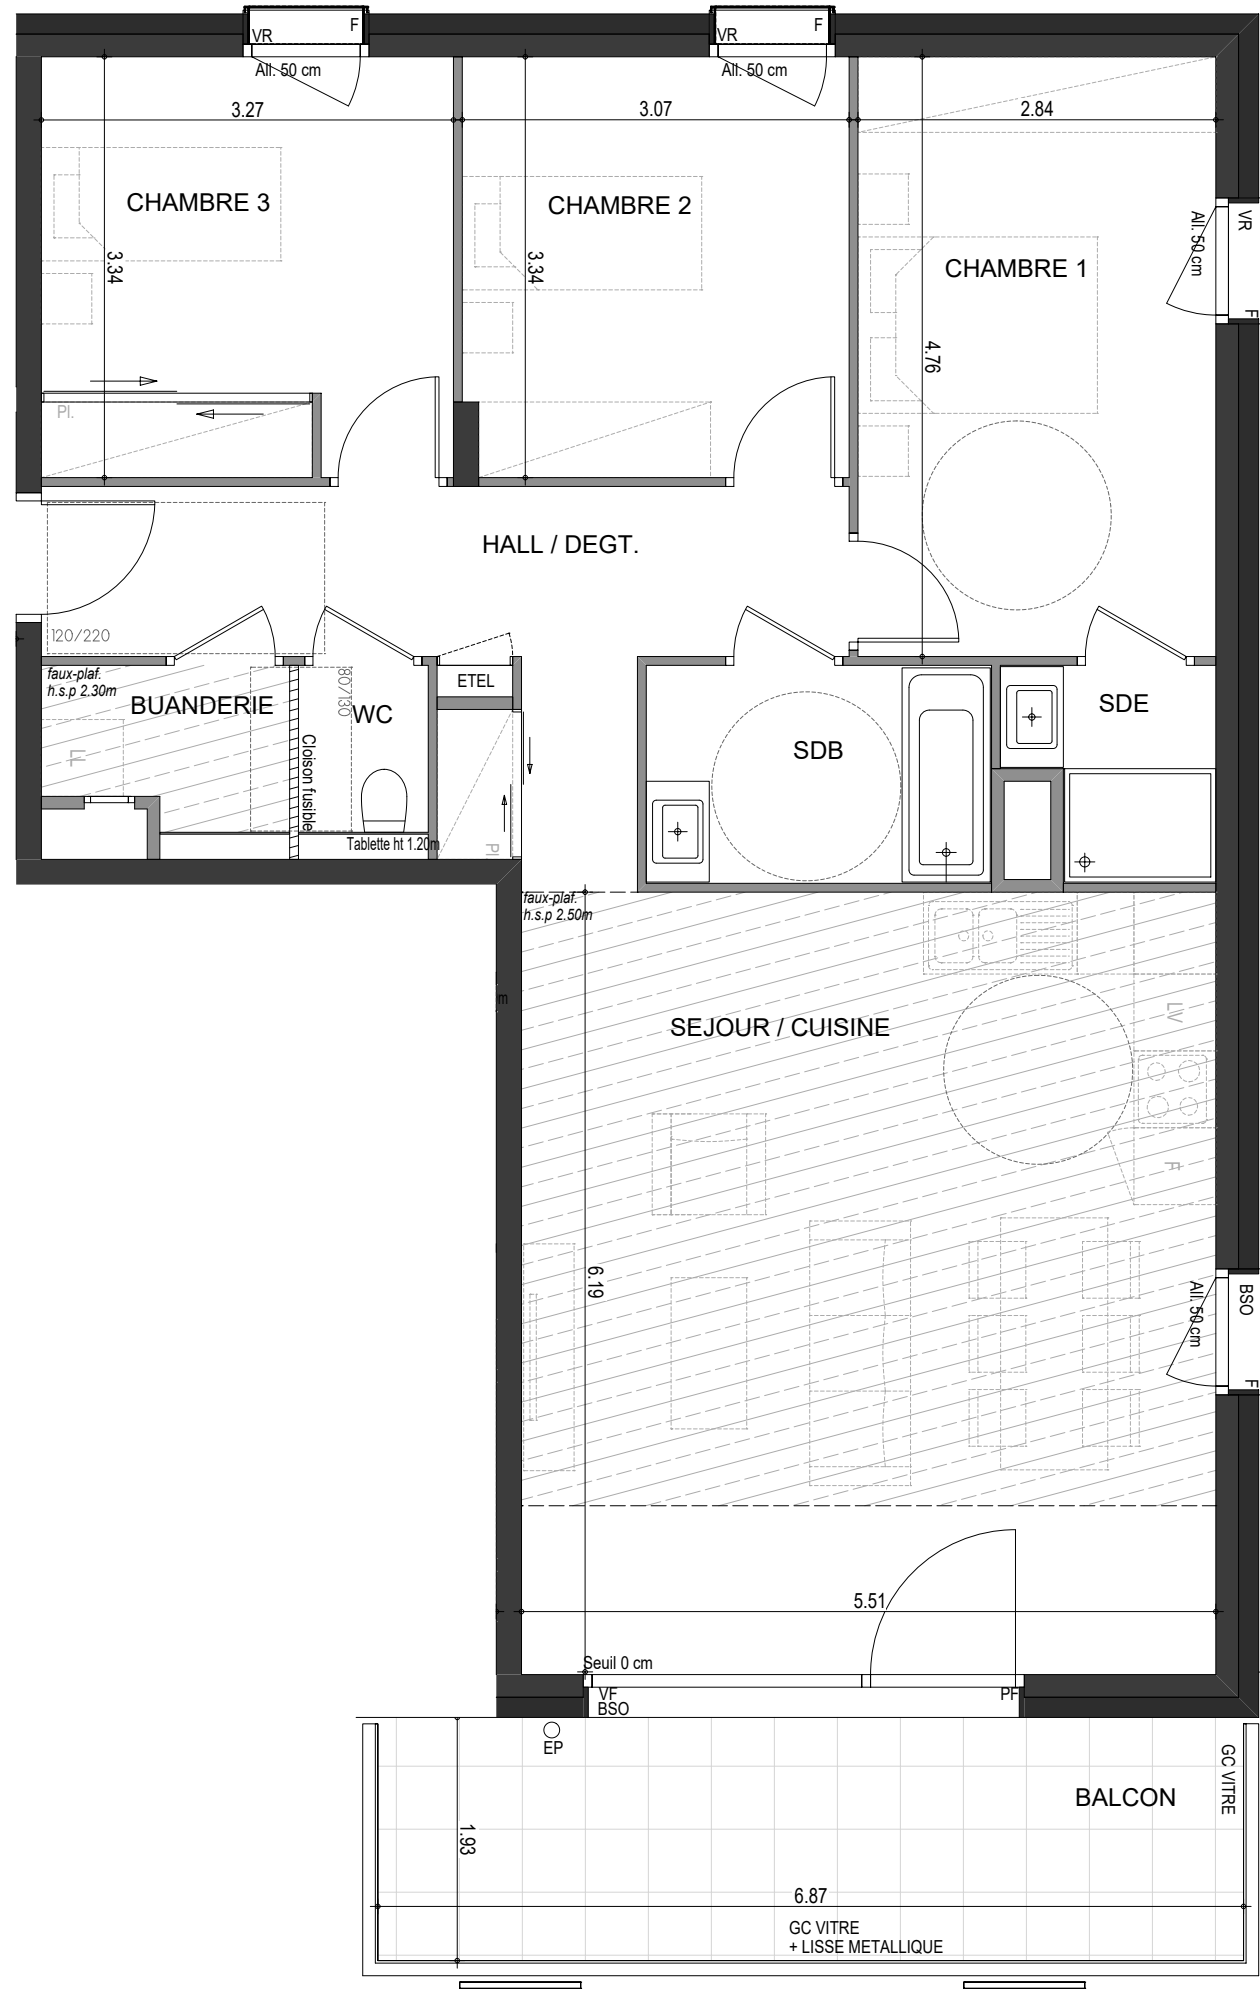 VR
F
All. 50 cm
VR
F
All. 50 cm
3.27
3.07
2.84
CHAMBRE 3
CHAMBRE 2
CHAMBRE 1
VR
All. 50 cm
F
3.34
3.34
4.76
Pl.
HALL / DEGT.
120/220
faux-plaf.
h.s.p 2.30m
BUANDERIE
80/130
WC
ETEL
SDB
SDE
LL
Cloison fusible
Tablette ht 1.20m
Pl
faux-plaf.
h.s.p 2.50m
m
SEJOUR / CUISINE
LV
F
6.19
All. 50 cm
BSO
F
5.51
Seuil 0 cm
VF
BSO
PF
EP
GC VITRE
BALCON
1.93
6.87
GC VITRE
+ LISSE METALLIQUE